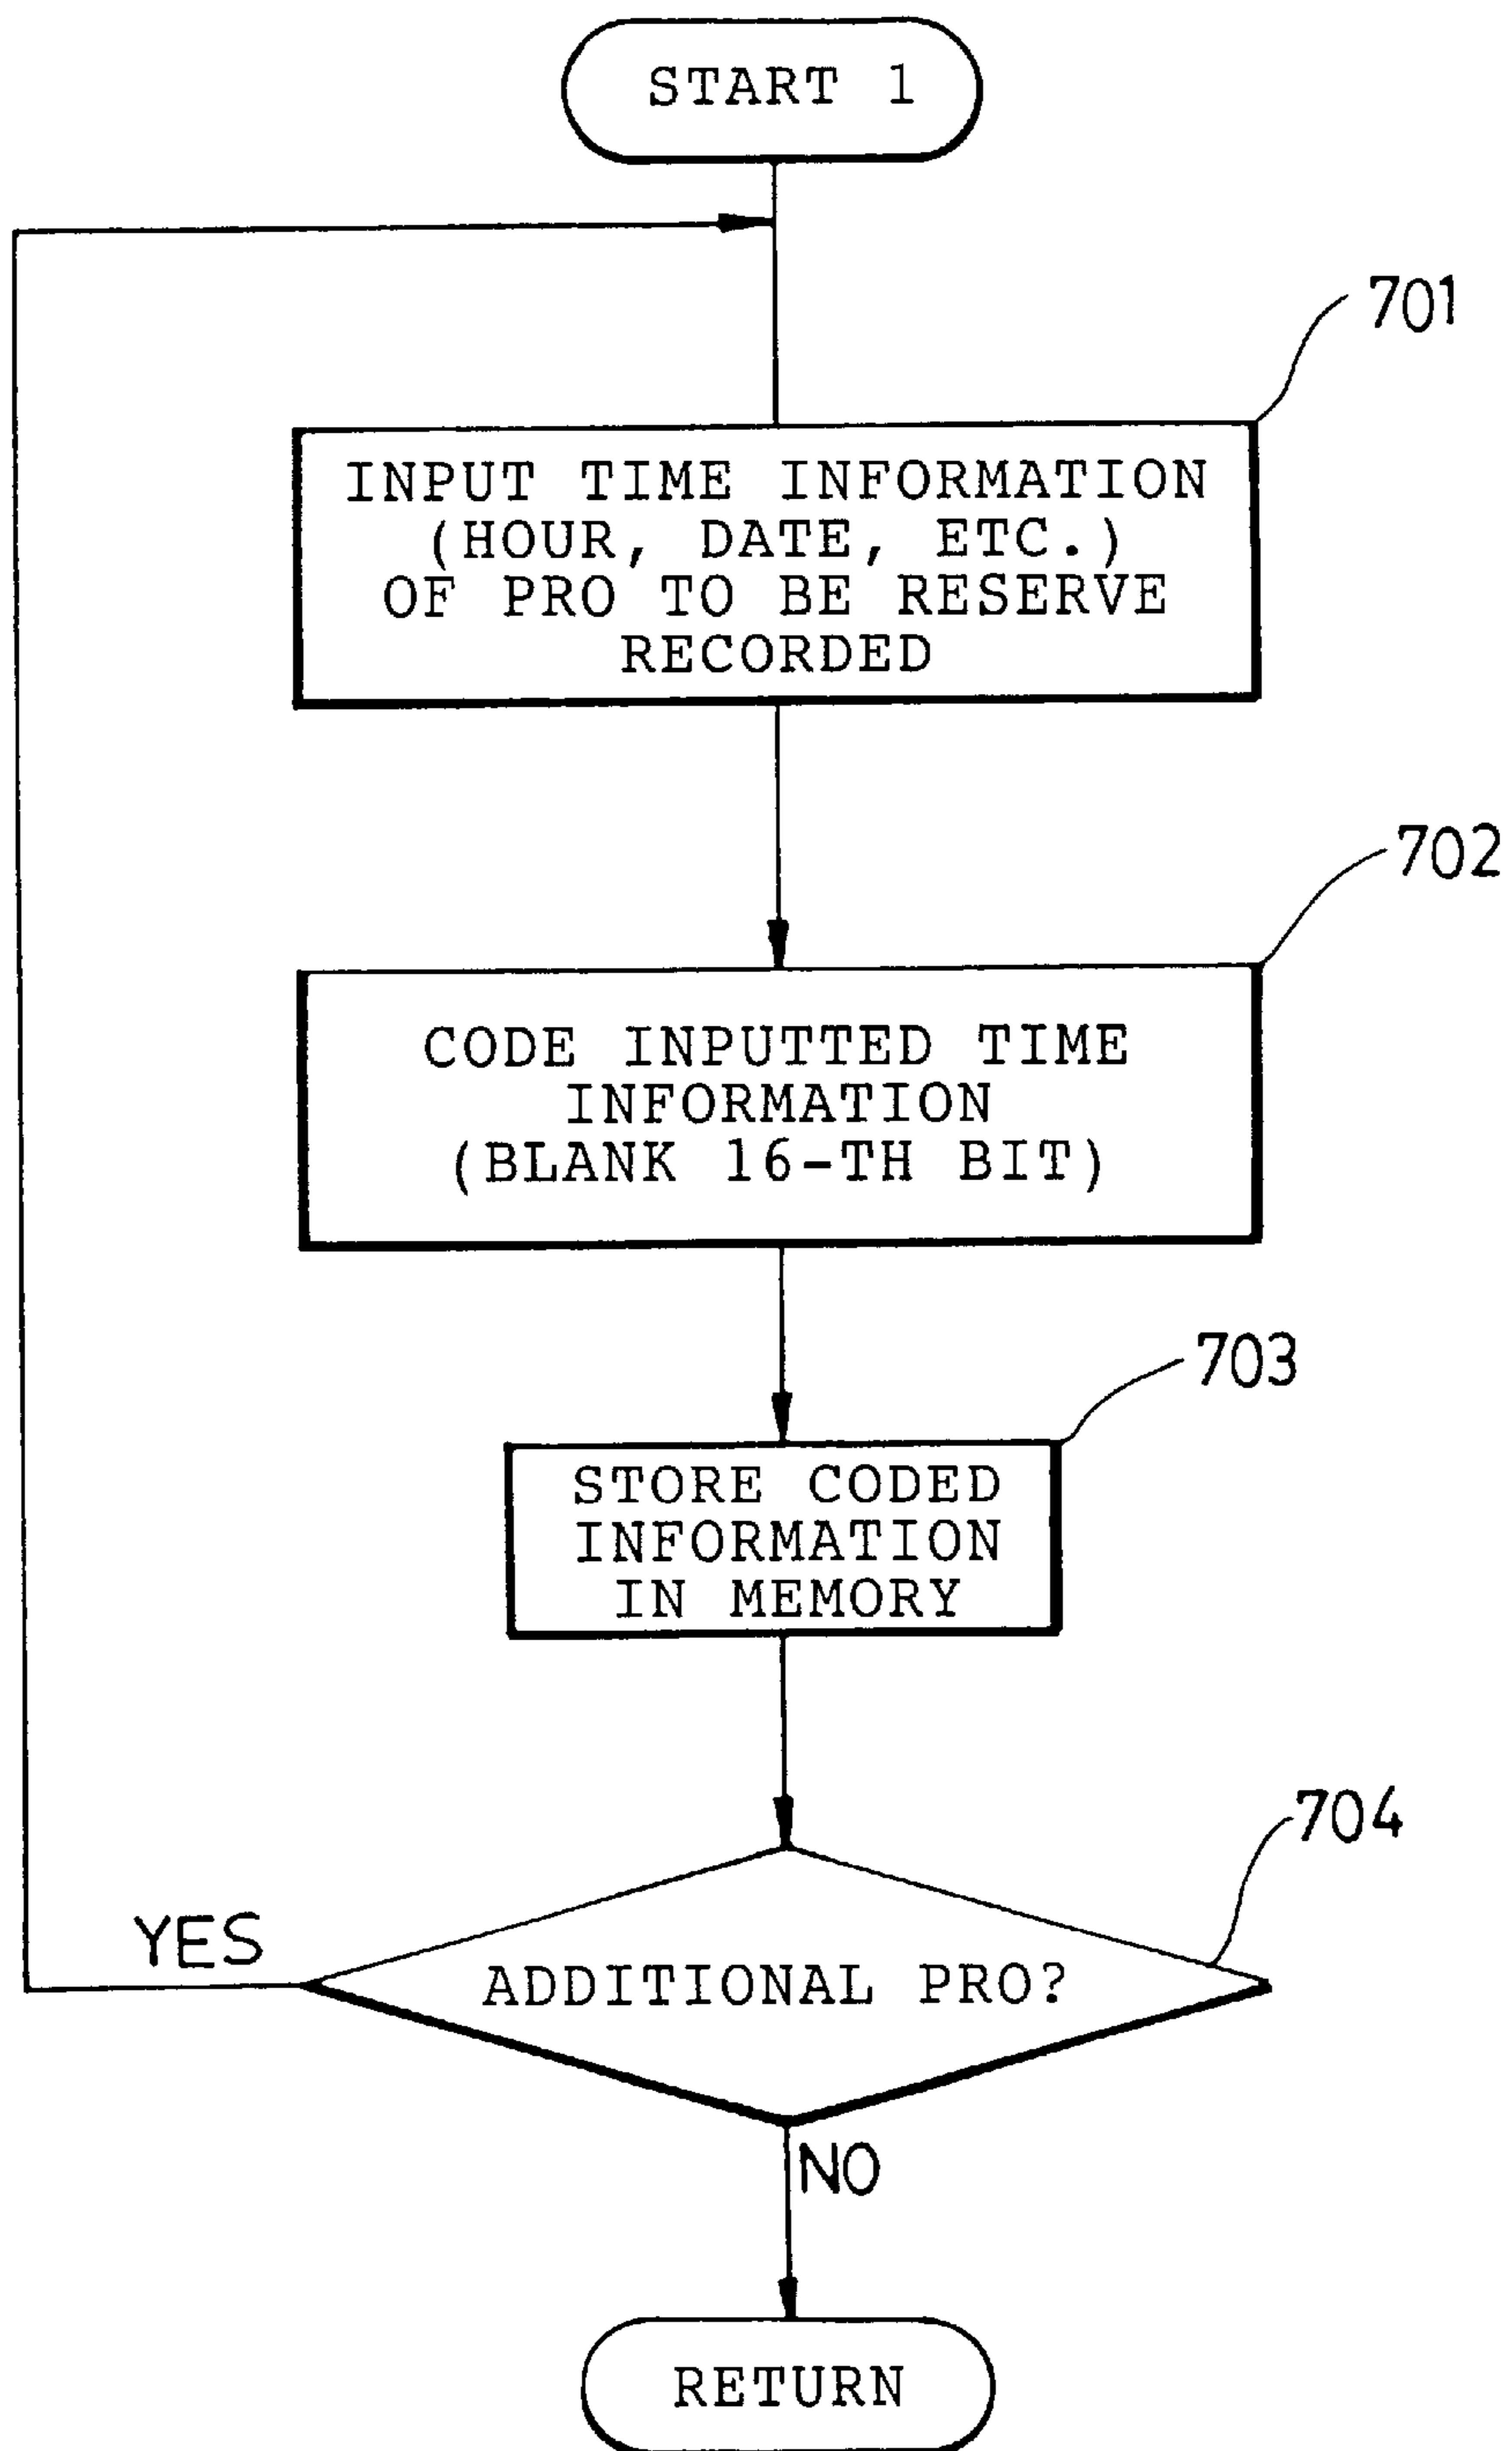 START 1
701
INPUT TIME INFORMATION
(HOUR, DATE, ETC.)
OF PRO TO BE RESERVE
RECORDED
702
CODE INPUTTED TIME
INFORMATION
(BLANK 16-TH BIT)
703
STORE CODED
INFORMATION
IN MEMORY
704
YES
ADDITIONAL PRO?
NO
RETURN